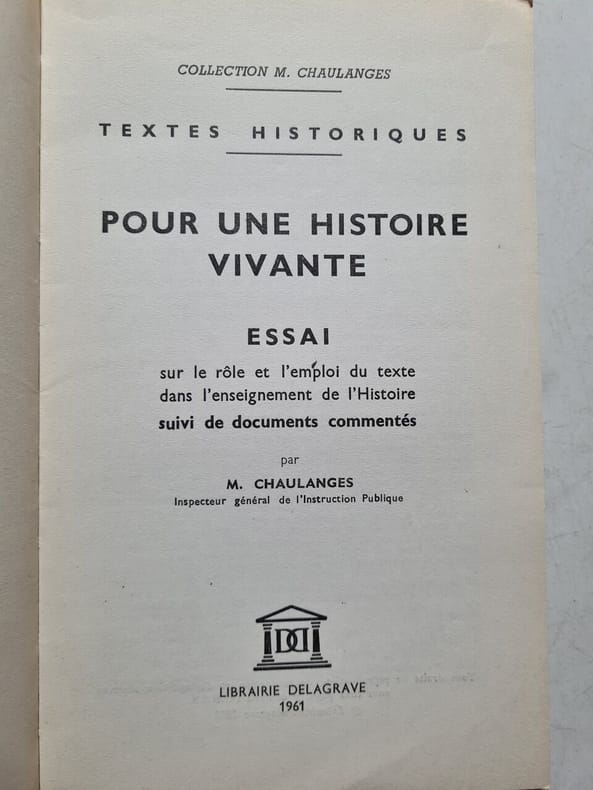 COLLECTION M. CHAULANGES
TEXTES HISTORIQUES
POUR UNE HISTOIRE
VIVANTE
ESSAI
sur le rôle et l'emploi du texte
dans l'enseignement de l'Histoire
suivi de documents commentés
par
M. CHAULANGES
Inspecteur général de l'Instruction Publique
DD
LIBRAIRIE DELAGRAVE
1961